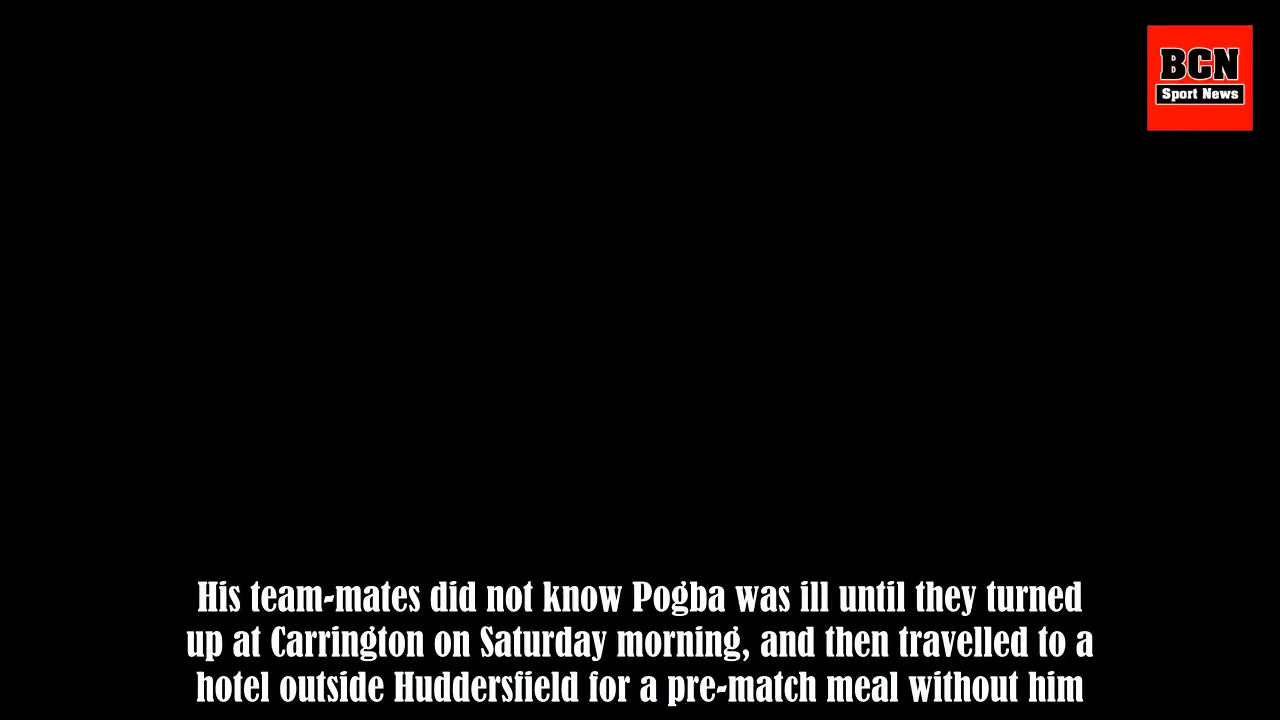 BCN
Sport News
His team-mates did not know Pogba was ill until they turned
up at Carrington on Saturday morning, and then travelled to a
hotel outside Huddersfield for a pre-match meal without him